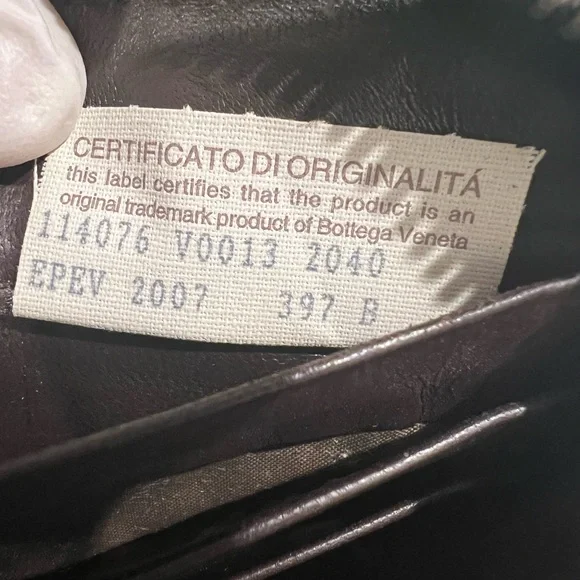 CERTIFICATO DI ORIGINALITÁ
this label certifies that the product is an
original trademark product of Bottega Veneta
114076 V0013 2040
EPEV 2007 397 B